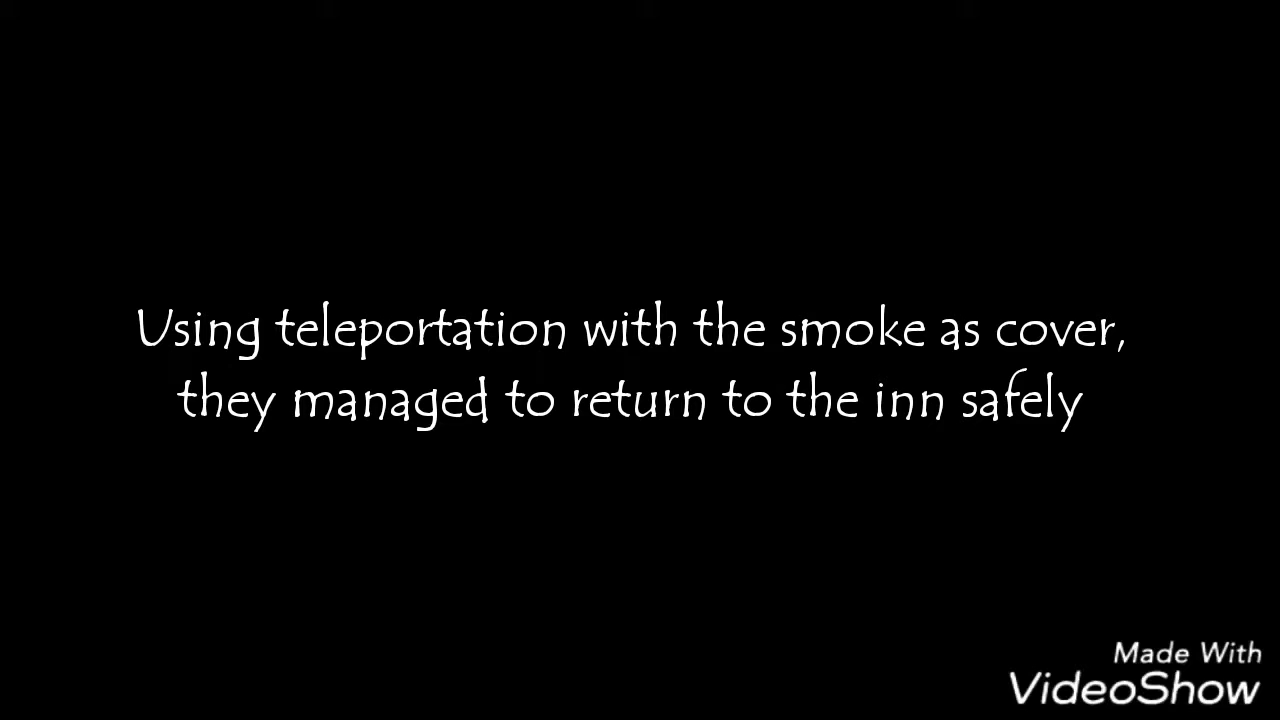 Using teleportation with the smoke as cover,
they managed to return to the inn safely
Made With
VideoShow